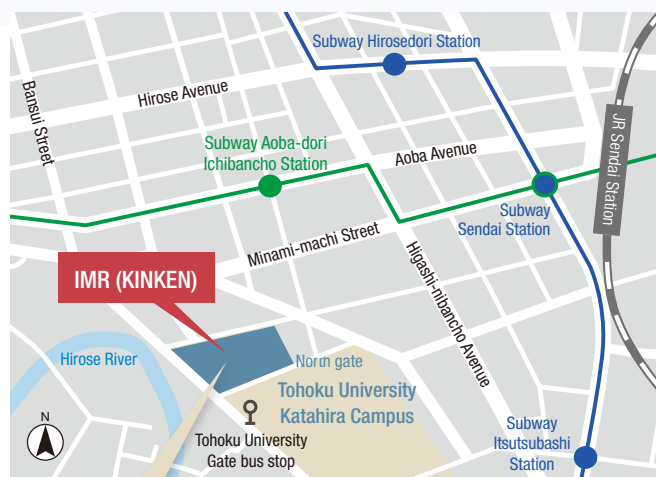 Subway Hirosedori Station
Bansui Street
Hirose Avenue
JR Sendai Station
Subway Aoba-dori
Ichibancho Station
Aoba Avenue
Subway
Sendai Station
Minami-machi Street
Higashi-nibancho Avenue
IMR (KINKEN)
Hirose River
North gate
Tohoku University
Katahira Campus
N
Tohoku University
Gate bus stop
Subway
Itsutsubashi
Station